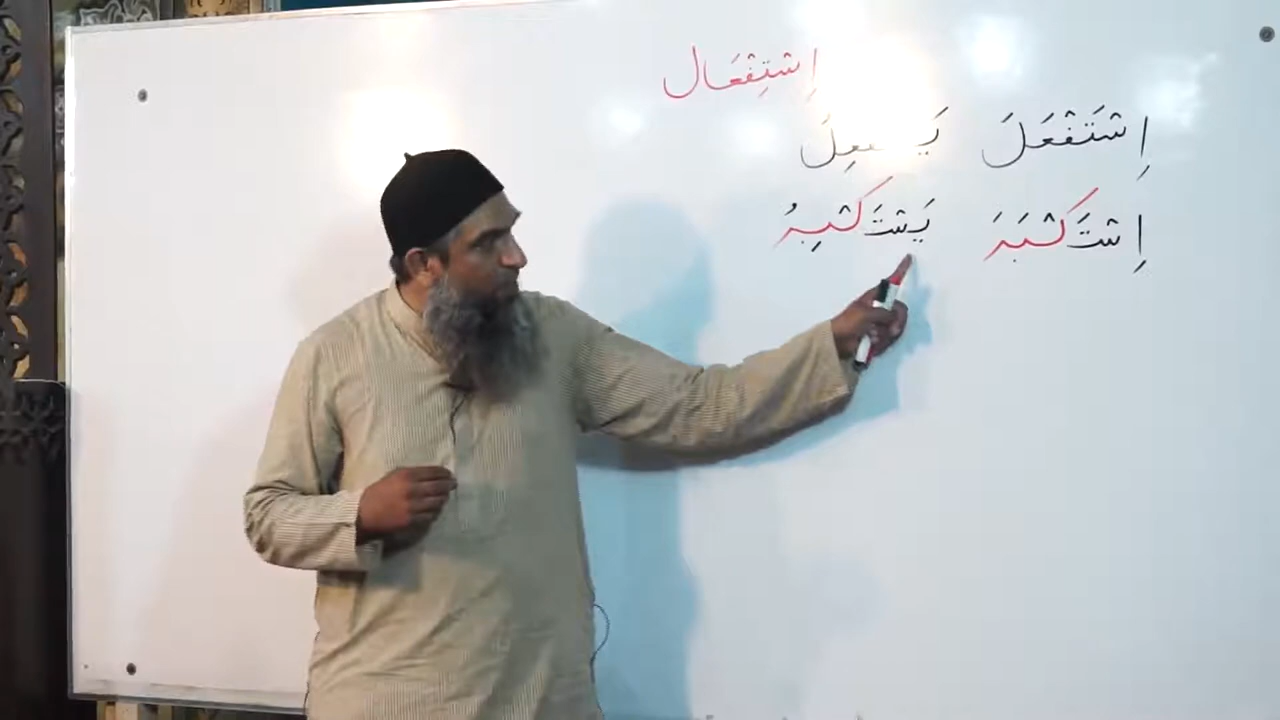 اِسْتِفْعَال
اِسْتَفْعَلَ
اِسْتَكْبَرَ يَسْتَكْبِرُ